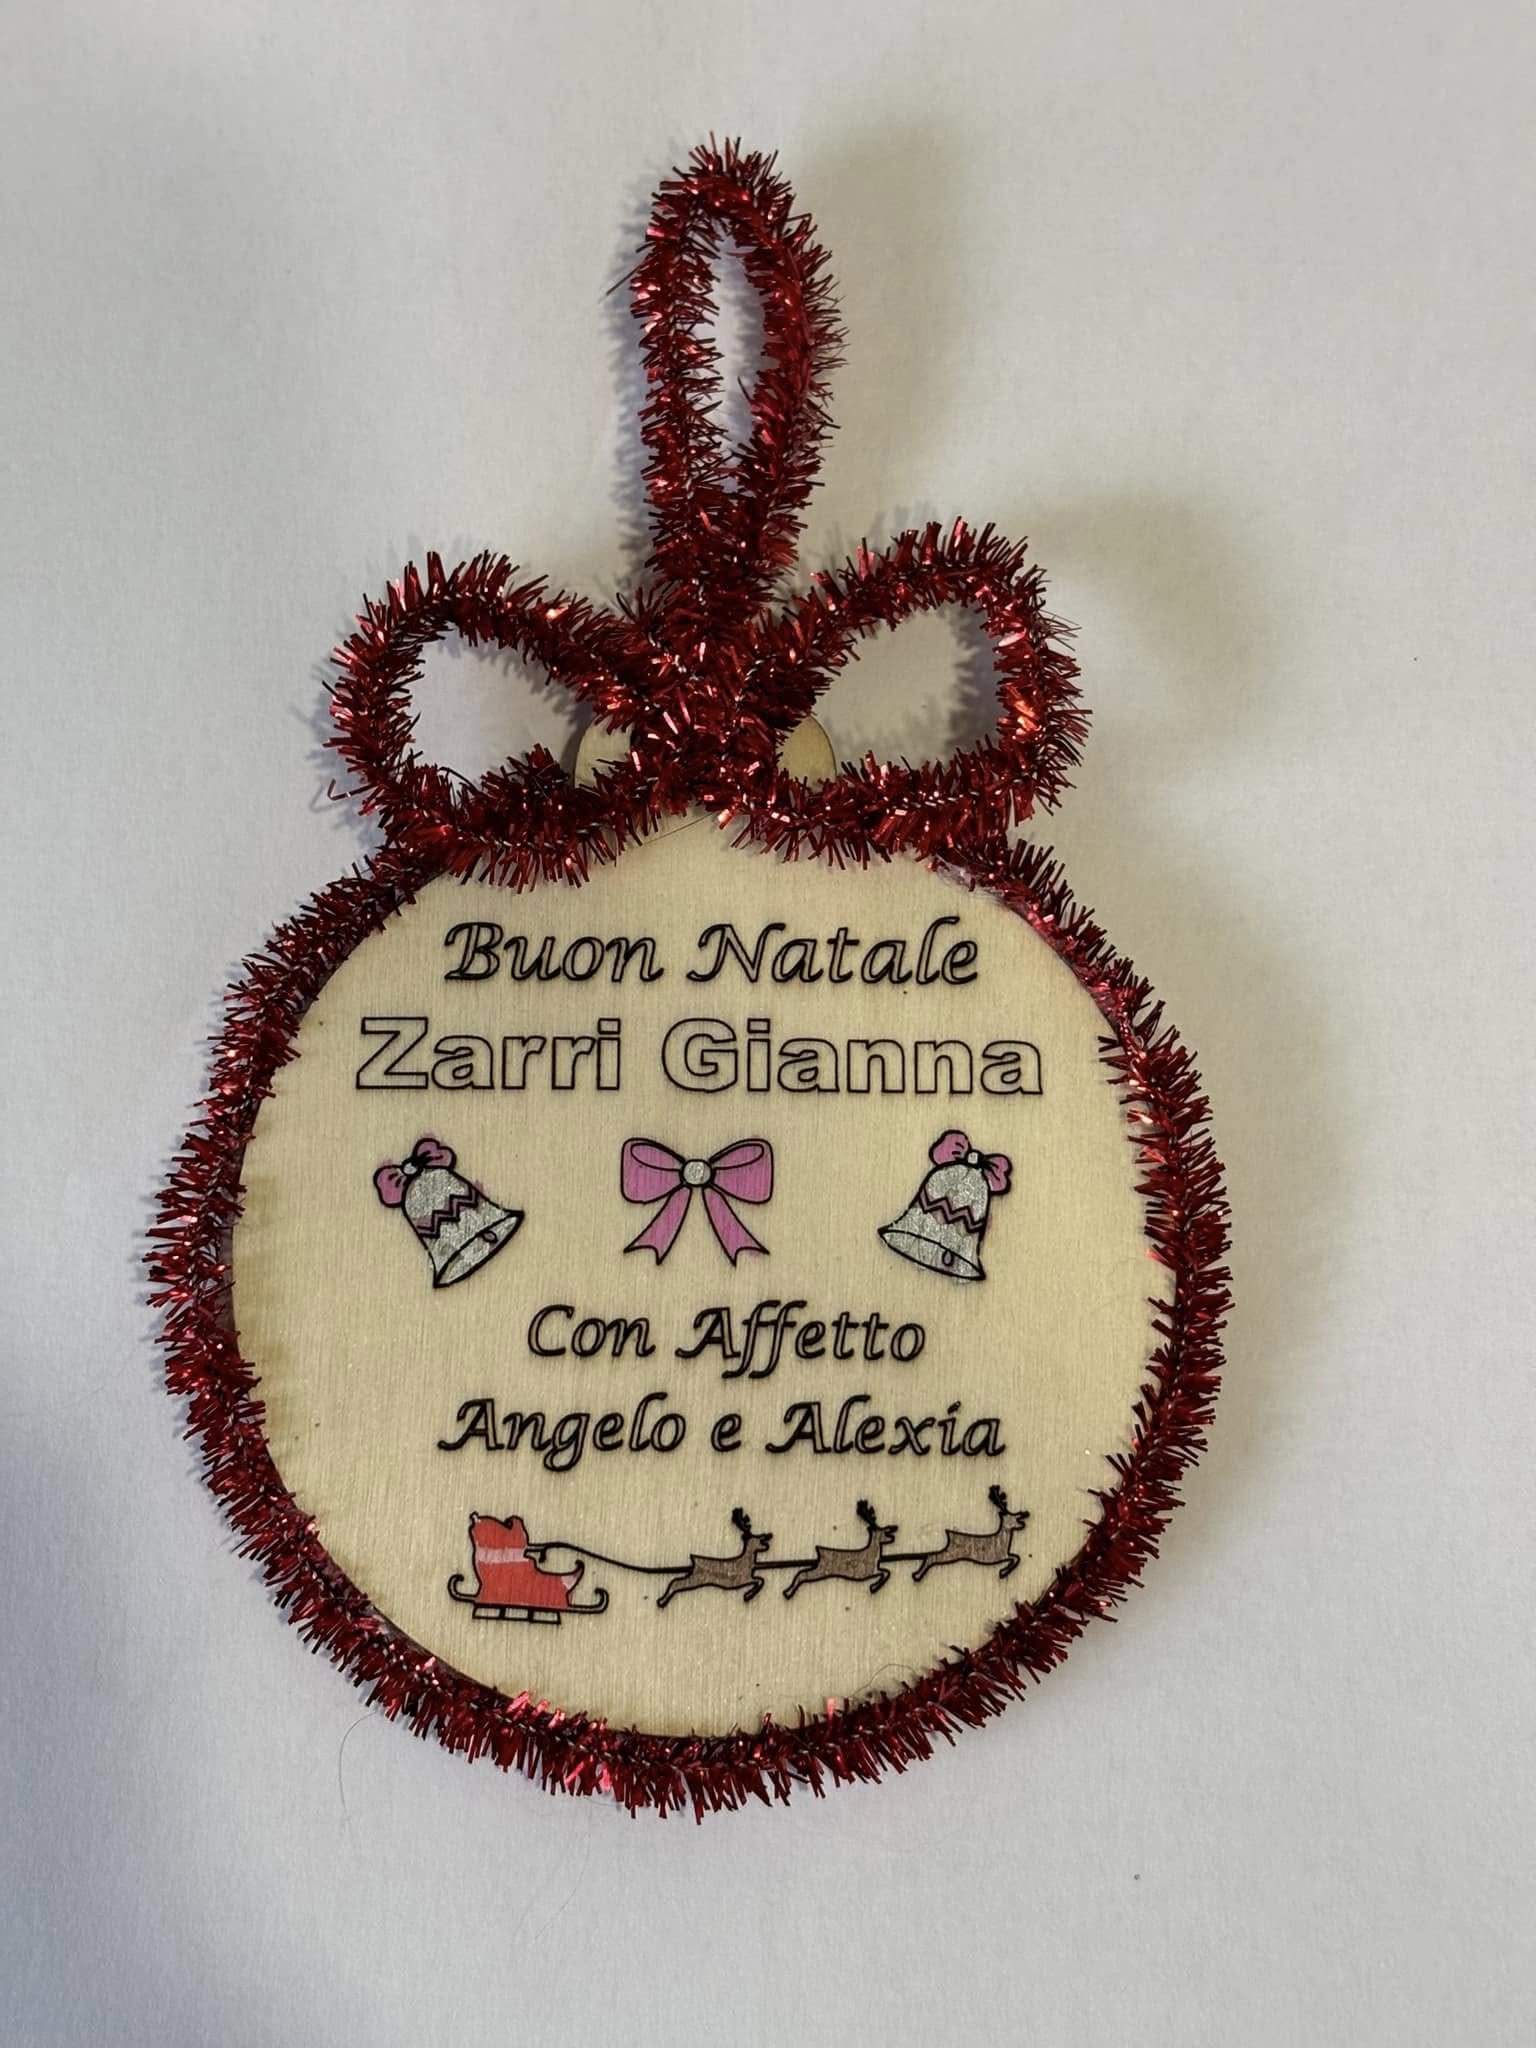 Buon Natale
Zarri Gianna
Con Affetto
Angelo e Alexia